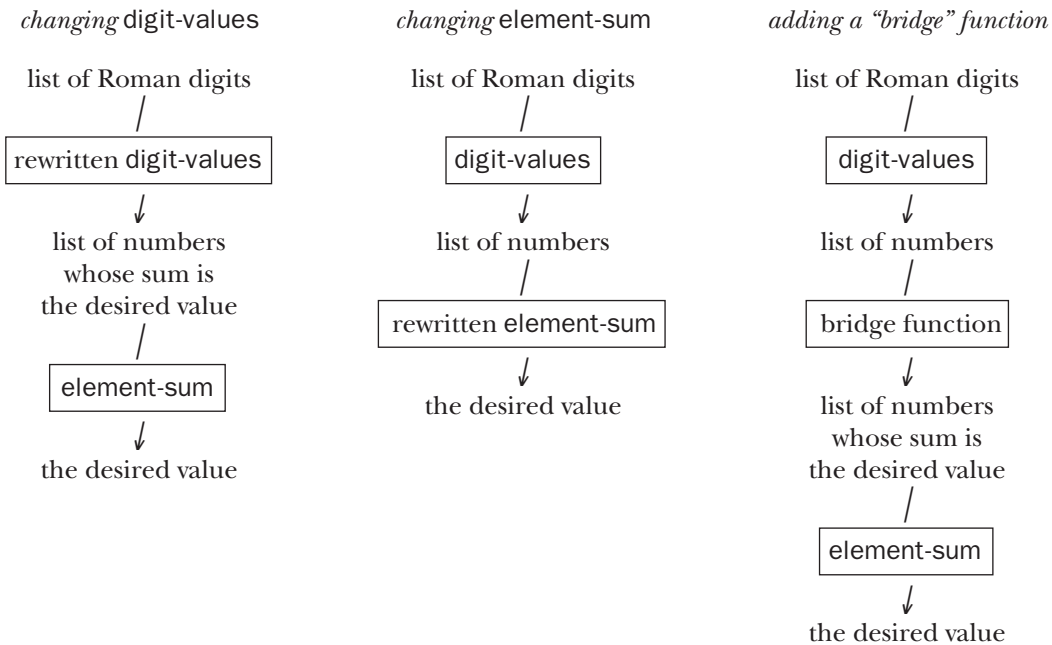 changing digit-values
list of Roman digits
rewritten digit-values
list of numbers
whose sum is
the desired value
element-sum
the desired value
changing element-sum
list of Roman digits
digit-values
list of numbers
rewritten element-sum
the desired value
adding a “bridge” function
list of Roman digits
digit-values
list of numbers
bridge function
list of numbers
whose sum is
the desired value
element-sum
the desired value